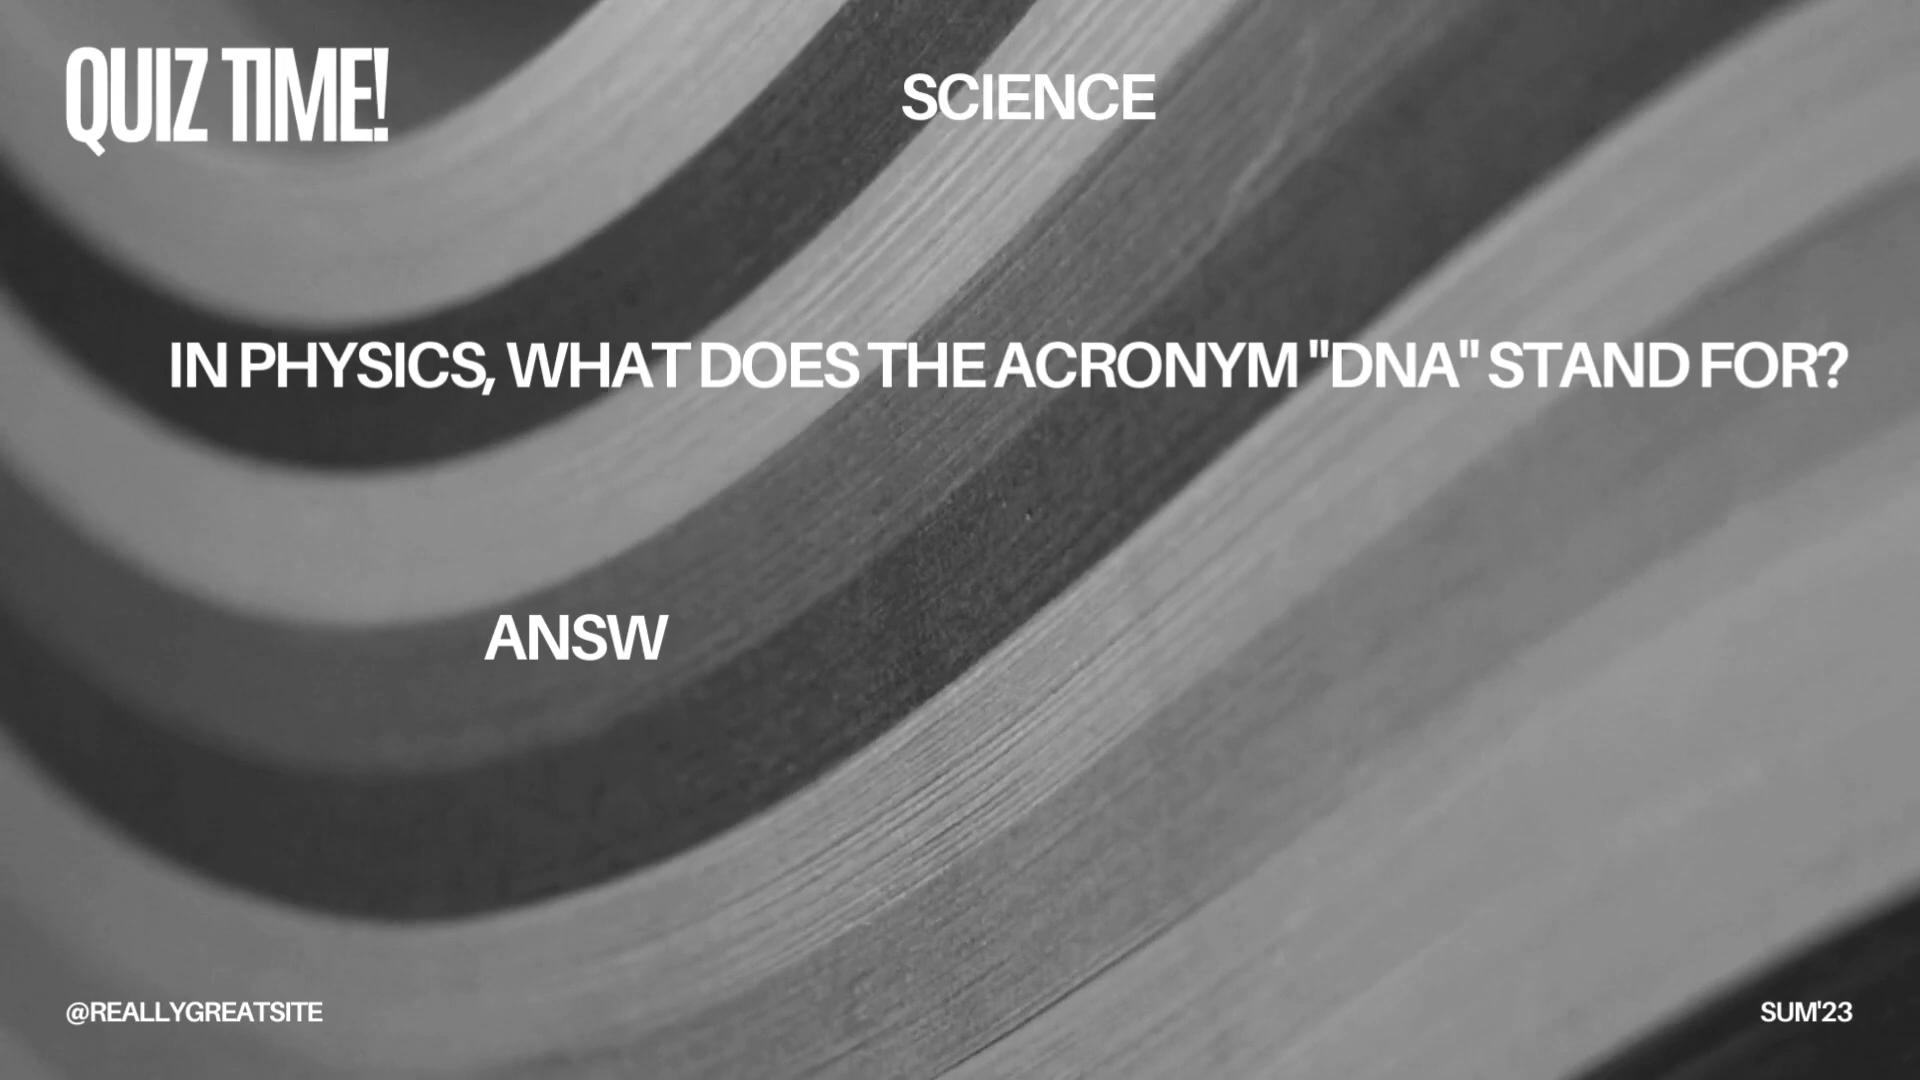 QUIZ TIME!
SCIENCE
IN PHYSICS, WHAT DOES THE ACRONYM "DNA" STAND FOR?
ANSW
@REALLYGREATSITE
SUM'23